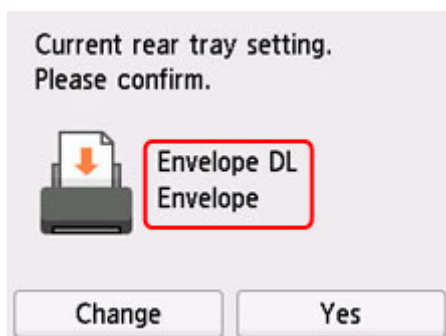 Current rear tray setting.
Please confirm.
Envelope DL
Envelope
Change
Yes